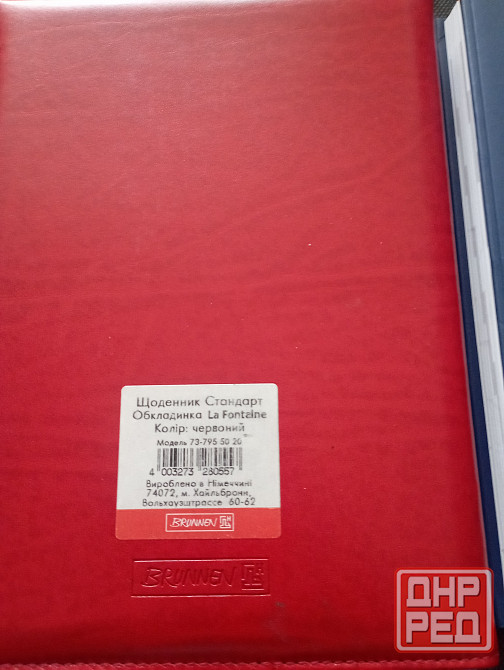 Щоденник Стандарт
Обкладинка La Fontaine
Колір: червоний
Модель 73-795 50 20
4 003273 280557
Вироблено в Німеччині
74072, м. Хайльбронн,
Вольхаузштрассе 60-62
BRUNNEN
BRUNNEN
ДНР
РЕД